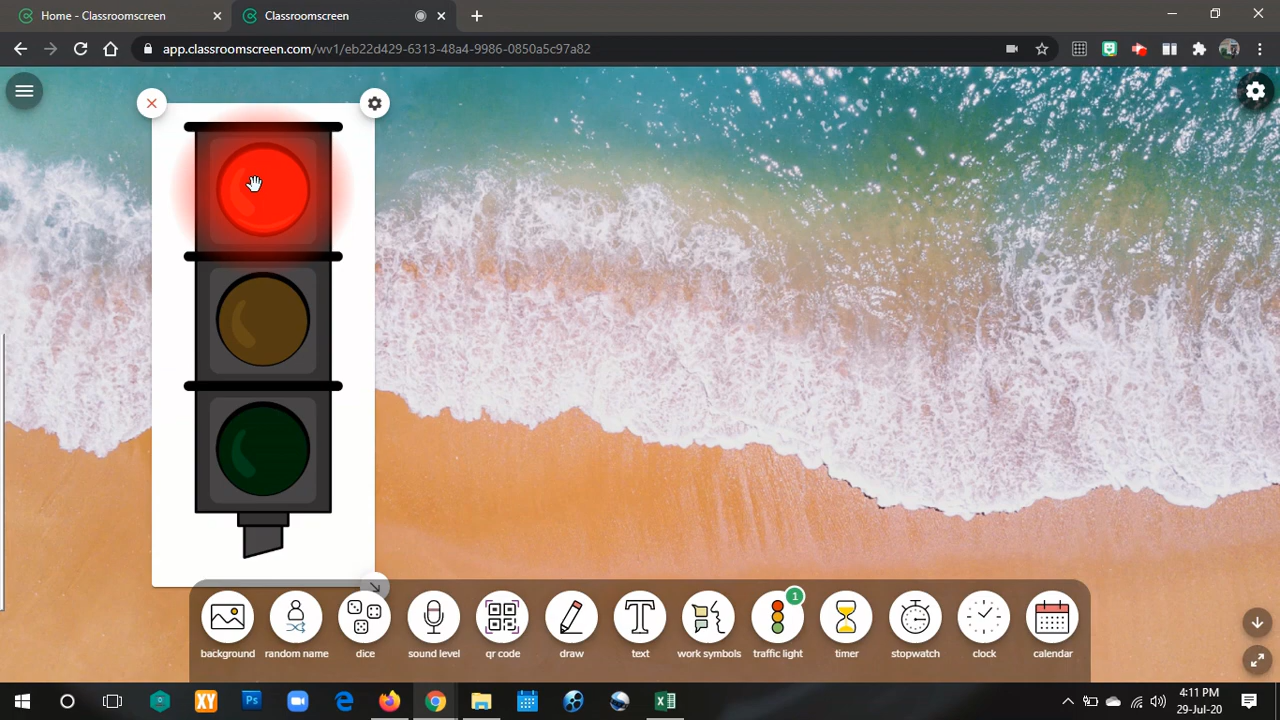 Home - Classroomscreen
Classroomscreen
app.classroomscreen.com/wv1/eb22d429-6313-48a4-9986-0850a5c97a82
1
background
random name
dice
sound level
qr code
draw
text
work symbols
traffic light
timer
stopwatch
clock
calendar
XY
Ps
4:11 PM
29-Jul-20